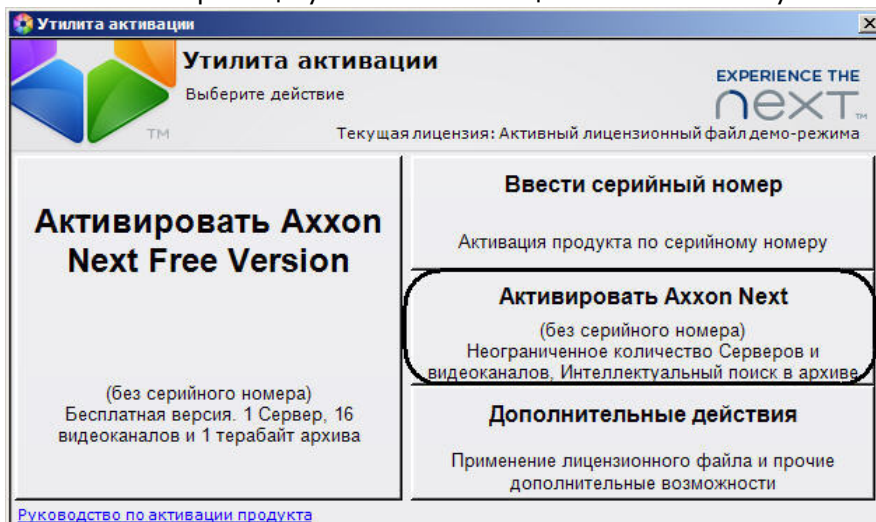 Утилита активации
Утилита активации
Выберите действие
EXPERIENCE THE
next TM
TM
Текущая лицензия: Активный лицензионный файл демо-режима
Активировать Axxon
Next Free Version
(без серийного номера)
Бесплатная версия. 1 Сервер, 16
видеоканалов и 1 терабайт архива
Ввести серийный номер
Активация продукта по серийному номеру
Активировать Axxon Next
(без серийного номера)
Неограниченное количество Серверов и
видеоканалов, Интеллектуальный поиск в архиве
Дополнительные действия
Применение лицензионного файла и прочие
дополнительные возможности
Руководство по активации продукта